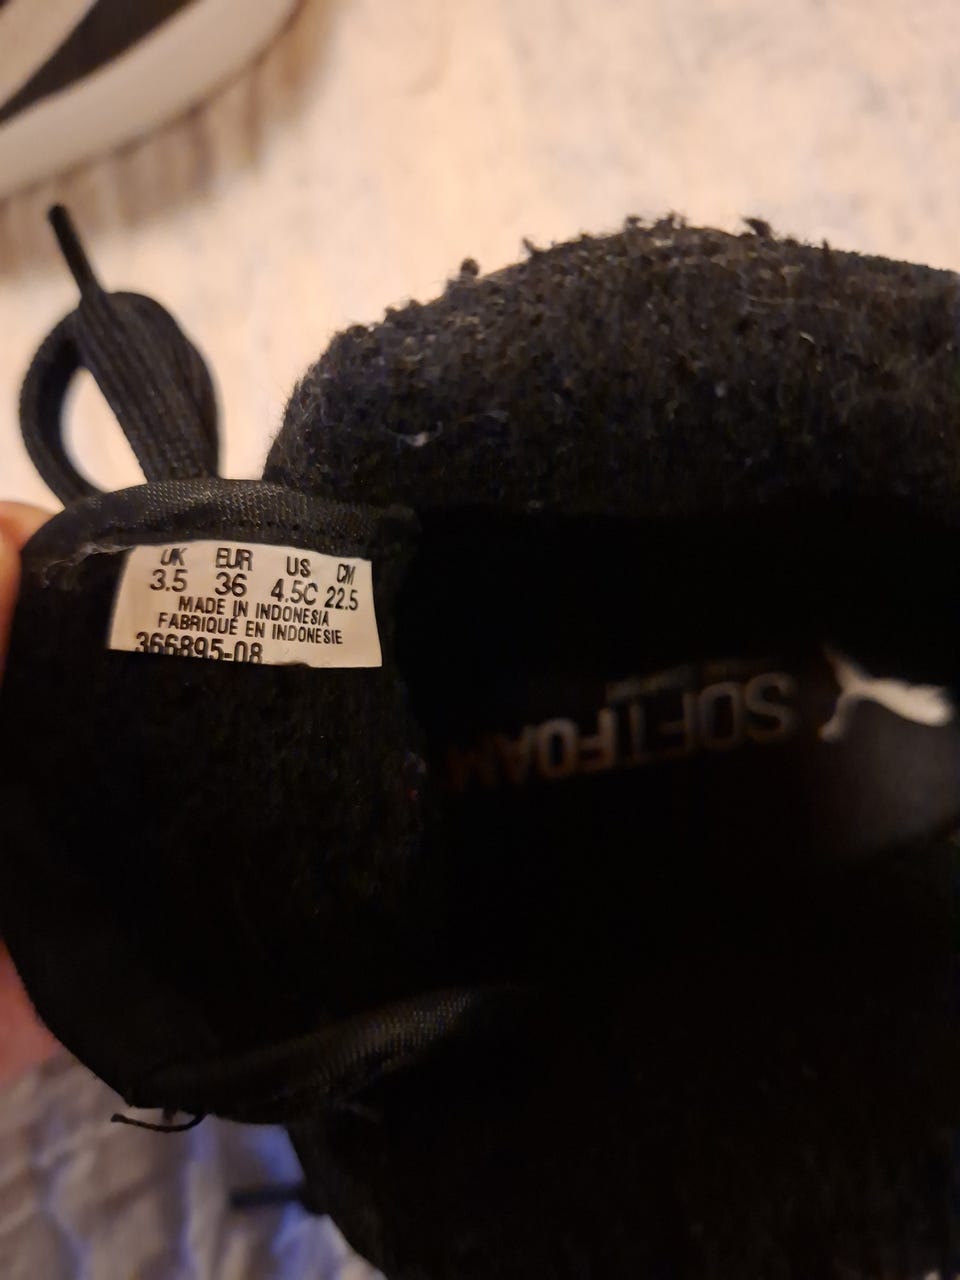 UK EUR US CM
3.5 36 4.5C 22.5
MADE IN INDONESIA
FABRIQUÉ EN INDONESIE
366895-08
SOFTFOAM